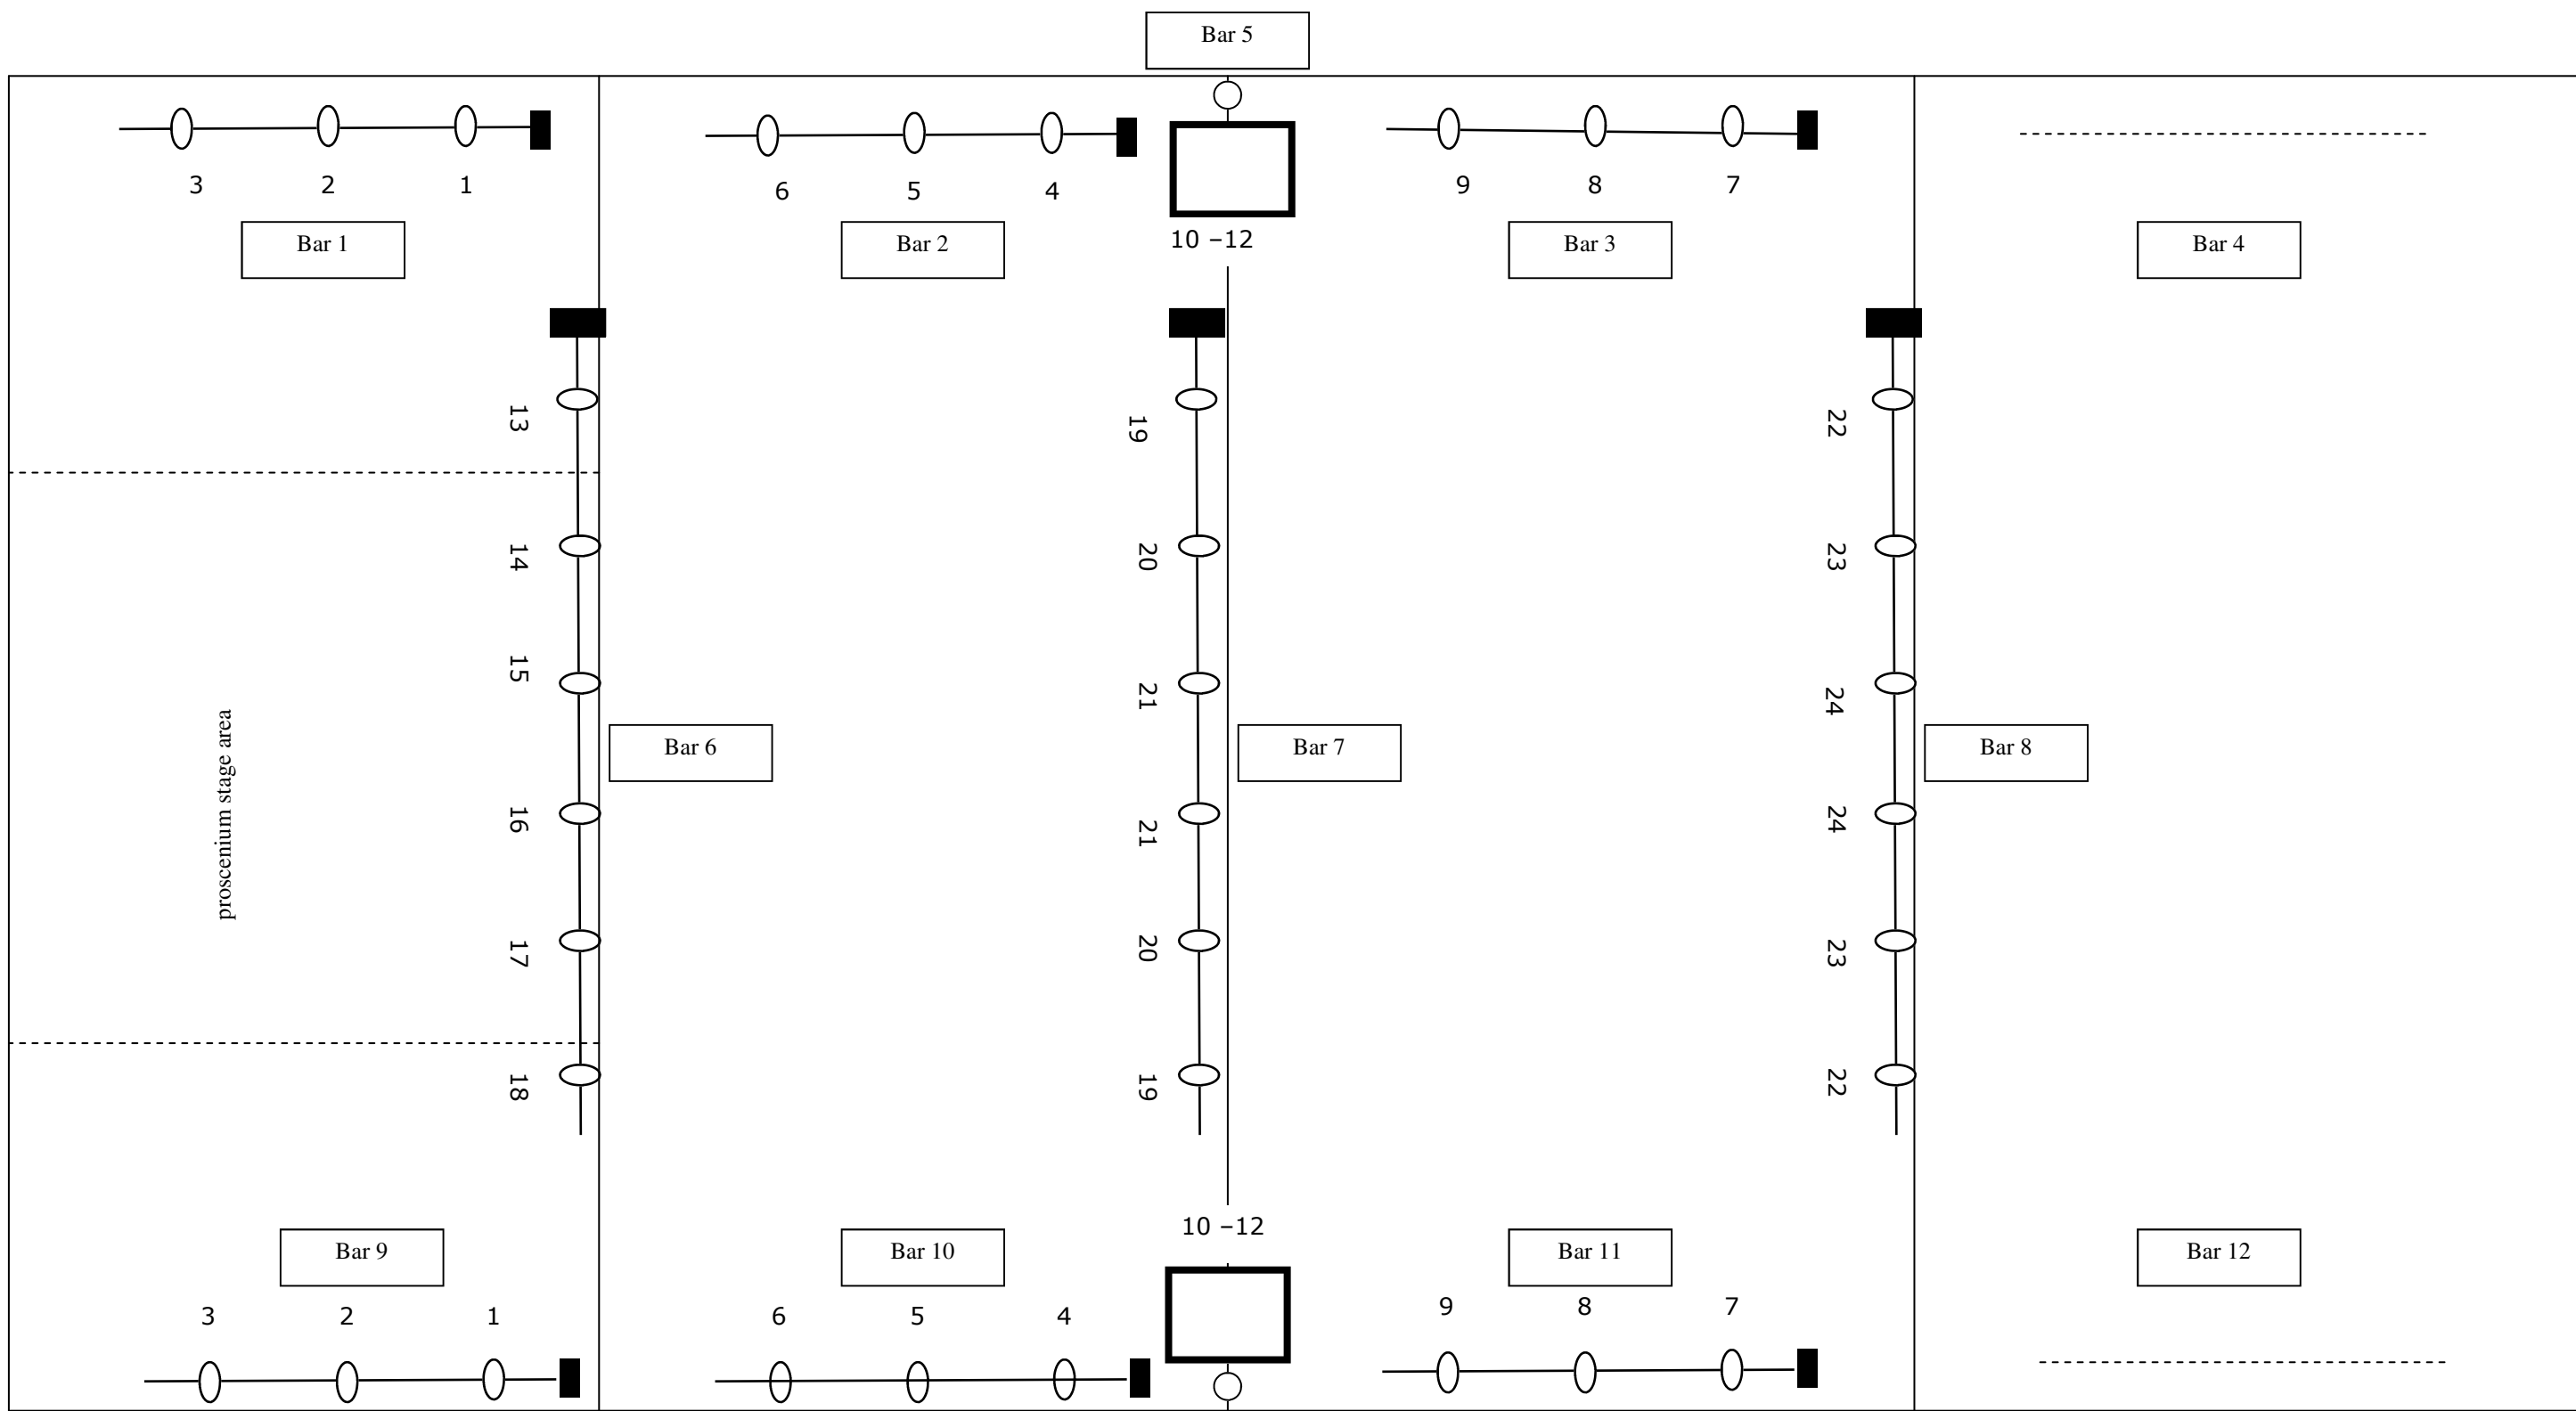 Bar 5
3 2 1
6 5 4
9 8 7
10 –12
Bar 1
Bar 2
Bar 3
Bar 4
13
14
15
16
17
18
19
20
21
21
20
19
22
23
24
24
23
22
proscenium stage area
Bar 6
Bar 7
Bar 8
10 –12
Bar 9
Bar 10
Bar 11
Bar 12
3 2 1
6 5 4
9 8 7